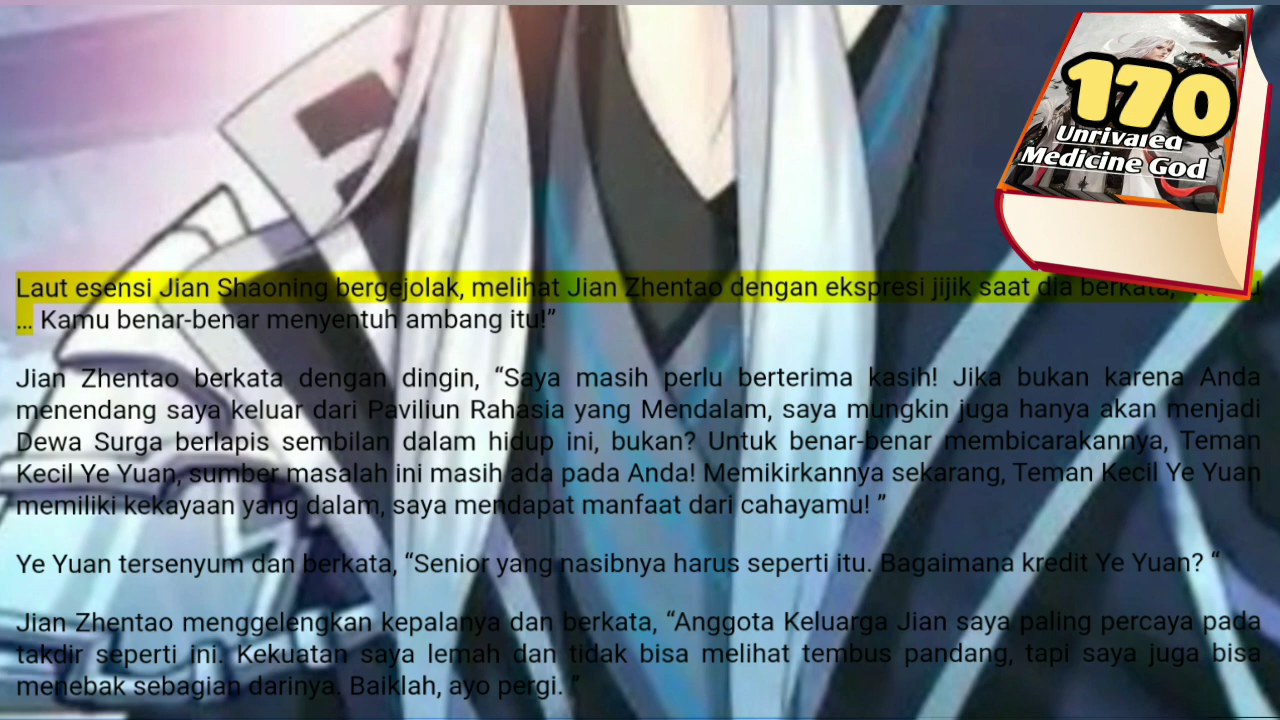 170
Unrivaled
Medicine God
Laut esensi Jian Shaoning bergejolak, melihat Jian Zhentao dengan ekspresi jijik saat dia berkata,
… Kamu benar-benar menyentuh ambang itu!”
Jian Zhentao berkata dengan dingin, “Saya masih perlu berterima kasih! Jika bukan karena Anda
menendang saya keluar dari Paviliun Rahasia yang Mendalam, saya mungkin juga hanya akan menjadi
Dewa Surga berlapis sembilan dalam hidup ini, bukan? Untuk benar-benar membicarakannya, Teman
Kecil Ye Yuan, sumber masalah ini masih ada pada Anda! Memikirkannya sekarang, Teman Kecil Ye Yuan
memiliki kekayaan yang dalam, saya mendapat manfaat dari cahayamu! ”
Ye Yuan tersenyum dan berkata, “Senior yang nasibnya harus seperti itu. Bagaimana kredit Ye Yuan? “
Jian Zhentao menggelengkan kepalanya dan berkata, “Anggota Keluarga Jian saya paling percaya pada
takdir seperti ini. Kekuatan saya lemah dan tidak bisa melihat tembus pandang, tapi saya juga bisa
menebak sebagian darinya. Baiklah, ayo pergi. ”